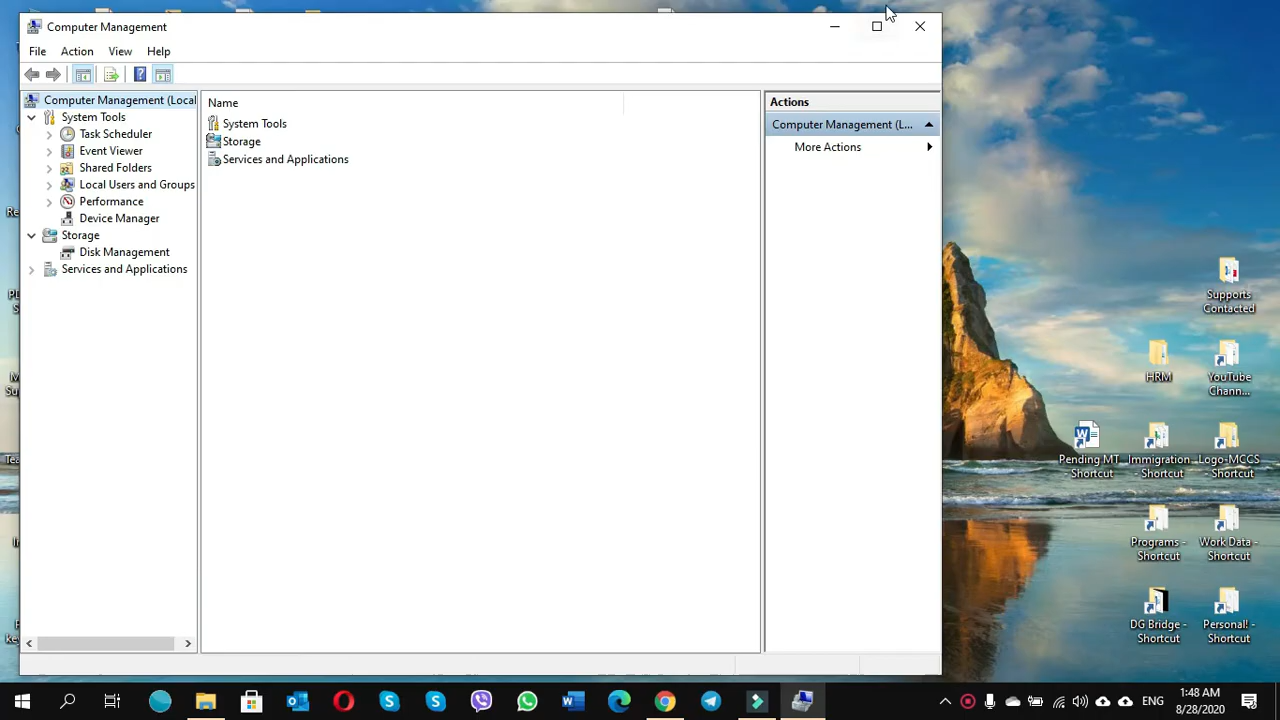 Computer Management
File Action View Help
Computer Management (Local
System Tools
Task Scheduler
Event Viewer
Shared Folders
Local Users and Groups
Performance
Device Manager
Storage
Disk Management
Services and Applications
Name
System Tools
Storage
Services and Applications
Actions
Computer Management (L...
More Actions
Supports
Contacted
HRM
YouTube
Chann...
Pending MT
- Shortcut
Immigration
- Shortcut
Logo-MCCS
- Shortcut
Programs -
Shortcut
Work Data -
Shortcut
DG Bridge -
Shortcut
Personal! -
Shortcut
ENG
1:48 AM
8/28/2020